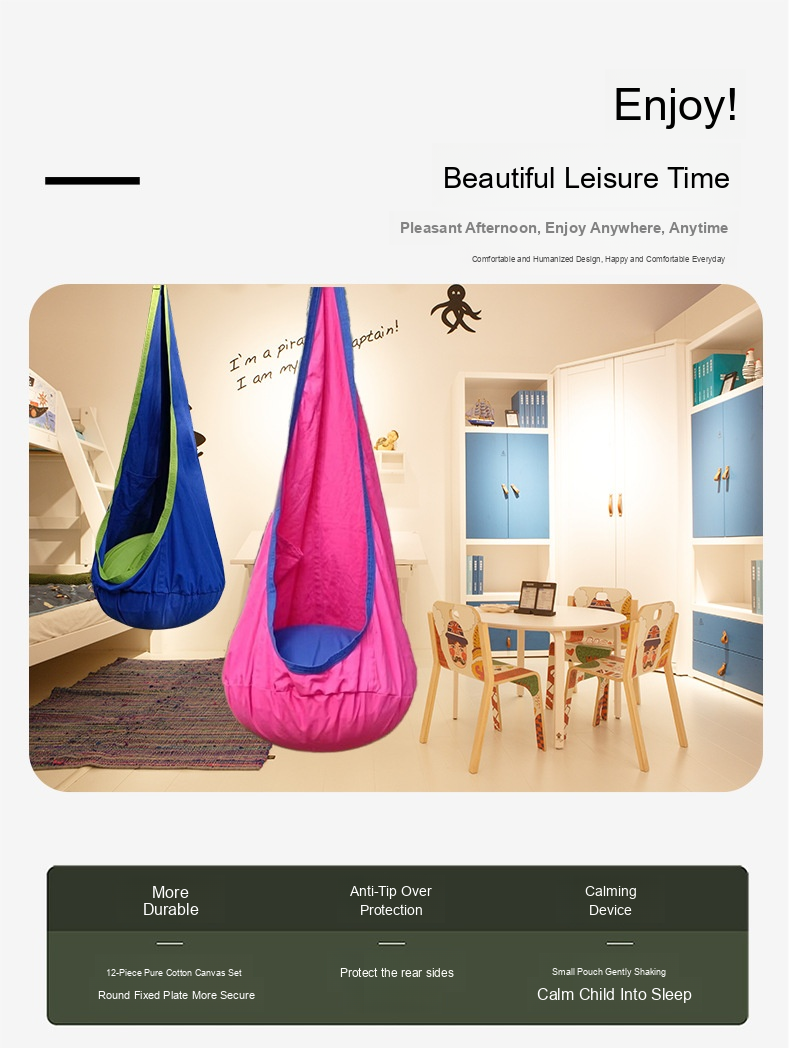 Enjoy!
Beautiful Leisure Time
Pleasant Afternoon, Enjoy Anywhere, Anytime
Comfortable and Humanized Design, Happy and Comfortable Everyday
I'm a pira aptain!
I am my
More
Durable
Anti-Tip Over
Protection
Calming
Device
12-Piece Pure Cotton Canvas Set
Round Fixed Plate More Secure
Protect the rear sides
Small Pouch Gently Shaking
Calm Child Into Sleep